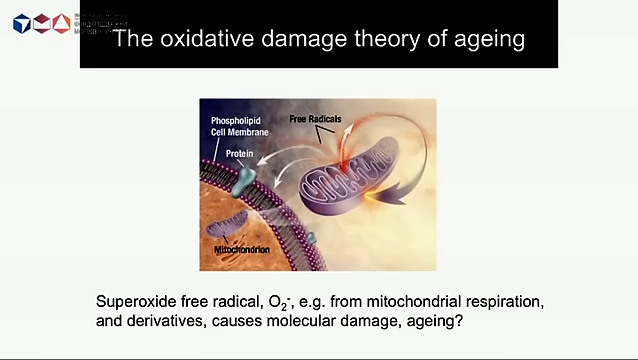 The oxidative damage theory of ageing
Phospholipid
Cell Membrane
Free Radicals
Protein
Mitochondrion
Superoxide free radical, O₂⁻, e.g. from mitochondrial respiration,
and derivatives, causes molecular damage, ageing?